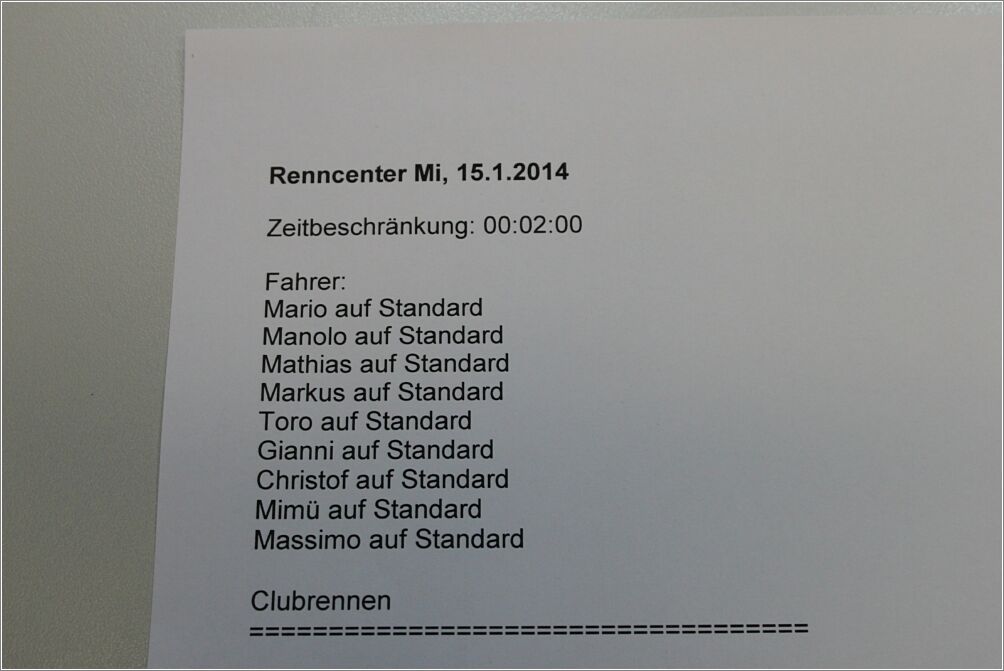 Renncenter Mi, 15.1.2014
Zeitbeschränkung: 00:02:00
Fahrer:
Mario auf Standard
Manolo auf Standard
Mathias auf Standard
Markus auf Standard
Toro auf Standard
Gianni auf Standard
Christof auf Standard
Mimü auf Standard
Massimo auf Standard
Clubrennen
===================================